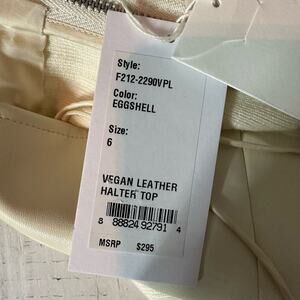 Style:
F212-2290VPL
Color:
EGGSHELL
Size:
6
VEGAN LEATHER
HALTER TOP
8 88824 92791 4
MSRP $295